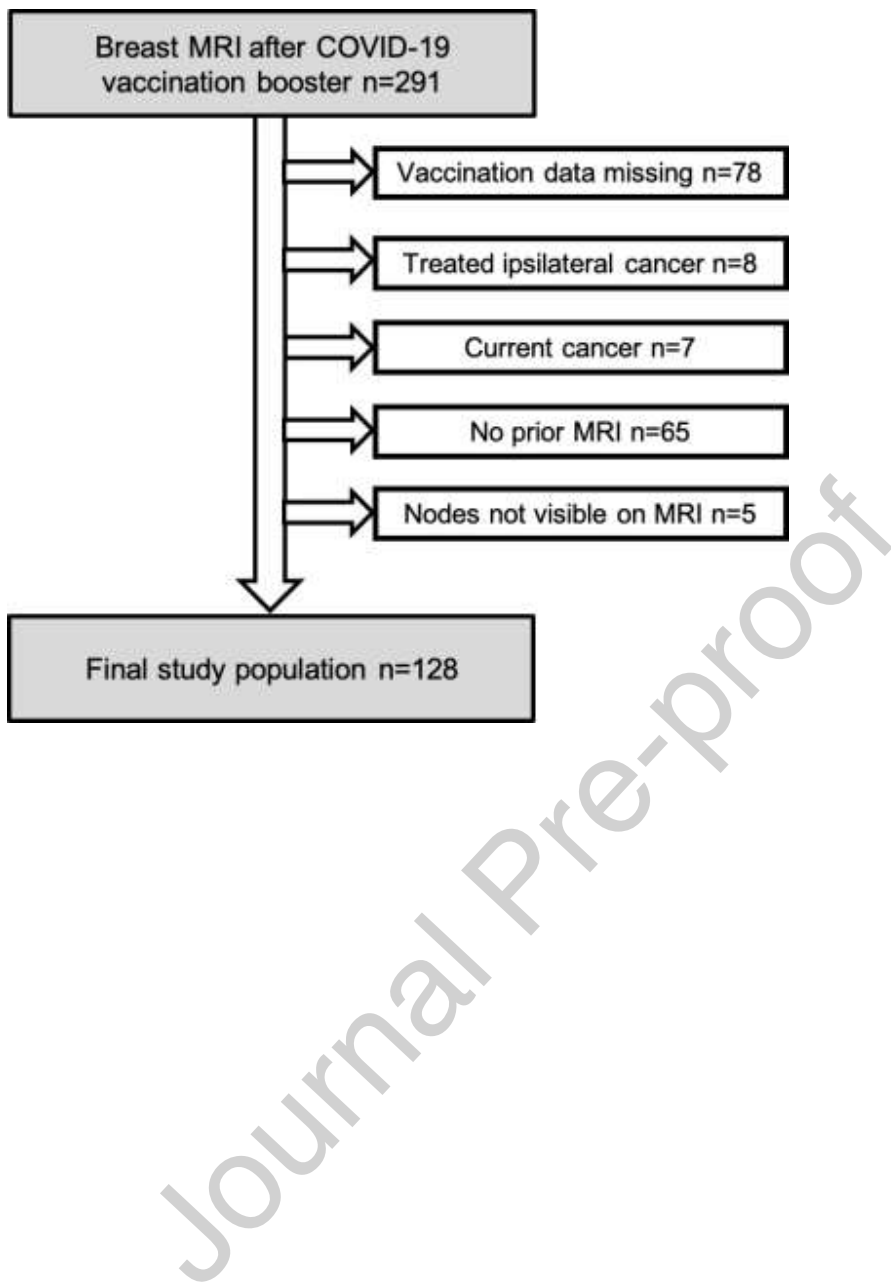 Breast MRI after COVID-19
vaccination booster n=291
Vaccination data missing n=78
Treated ipsilateral cancer n=8
Current cancer n=7
No prior MRI n=65
Nodes not visible on MRI n=5
Final study population n=128
Journal Pre-proof